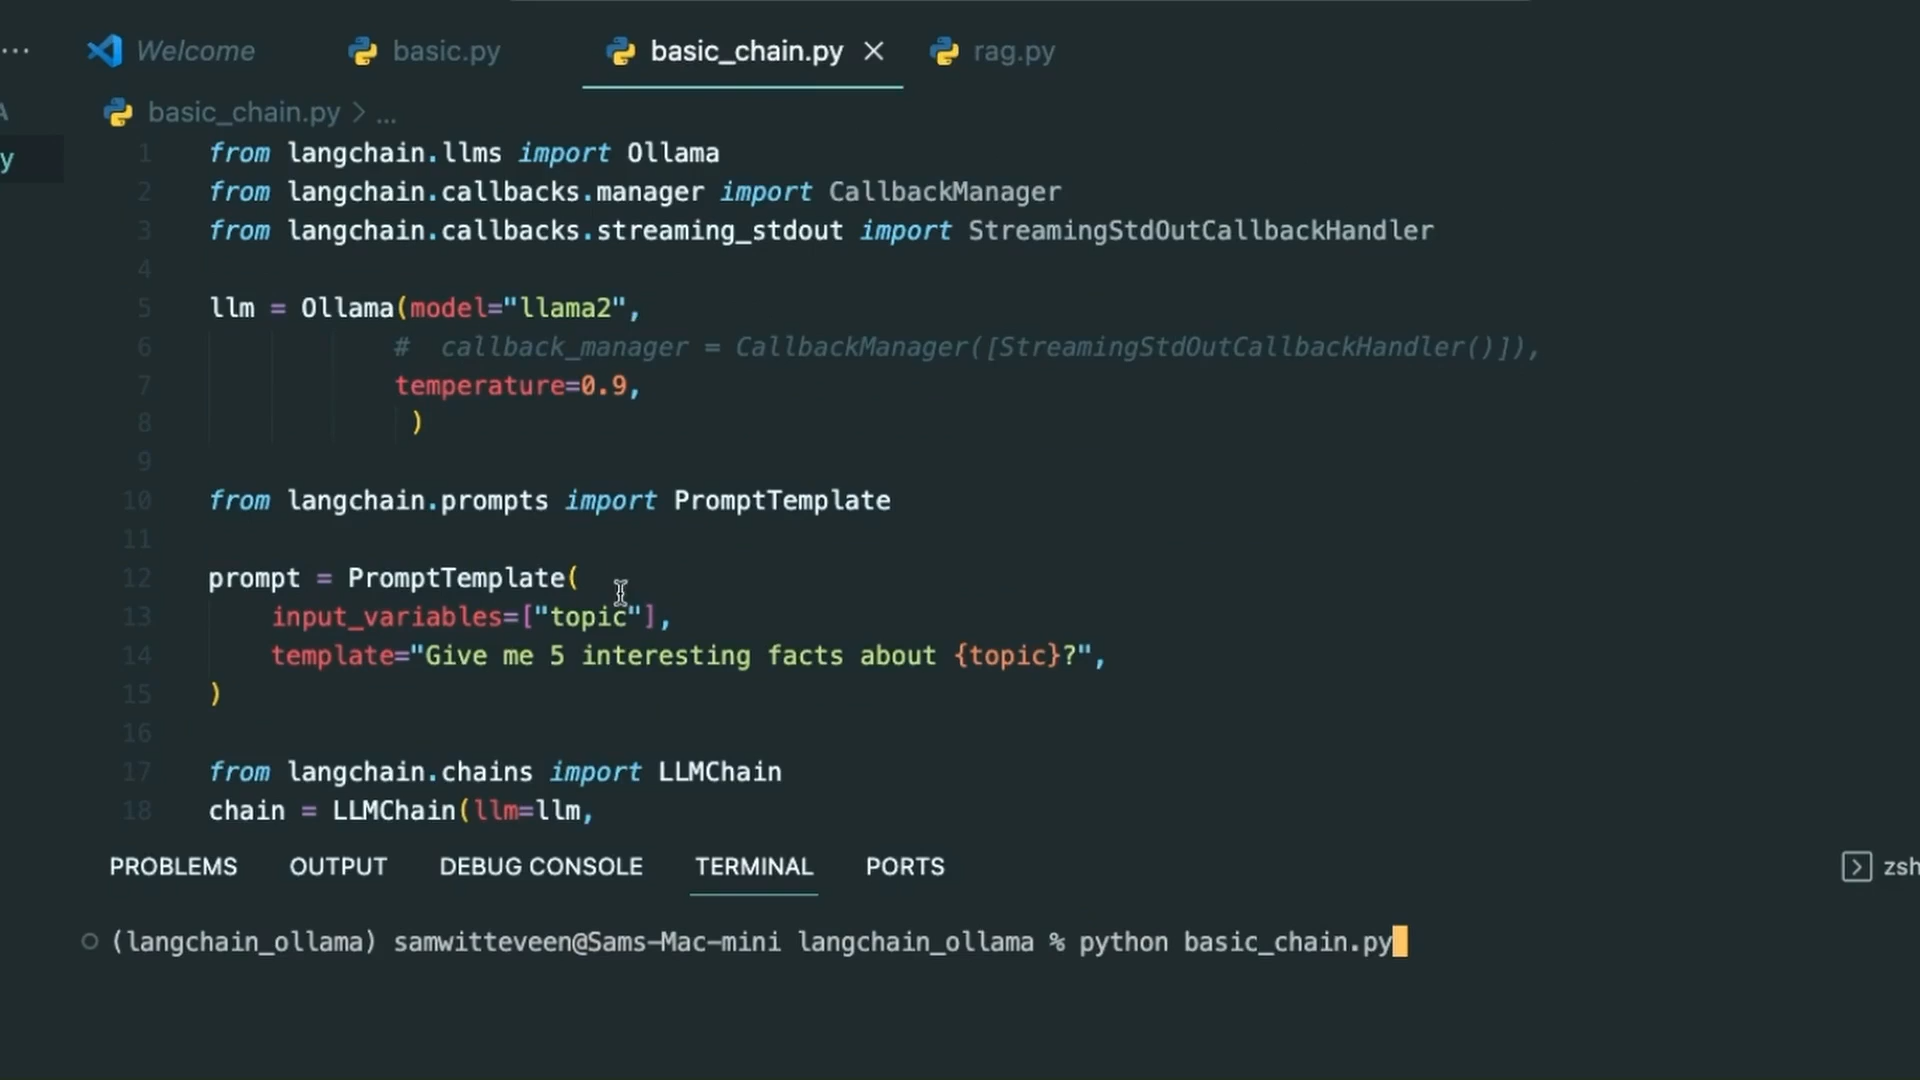 ... Welcome basic.py basic_chain.py rag.py
A basic_chain.py > ...
y
1 from langchain.llms import Ollama
2 from langchain.callbacks.manager import CallbackManager
3 from langchain.callbacks.streaming_stdout import StreamingStdOutCallbackHandler
4
5 llm = Ollama(model="llama2",
6 #  callback_manager = CallbackManager([StreamingStdOutCallbackHandler()]),
7 temperature=0.9,
8 )
9
10 from langchain.prompts import PromptTemplate
11
12 prompt = PromptTemplate(
13 input_variables=["topic"],
14 template="Give me 5 interesting facts about {topic}?",
15 )
16
17 from langchain.chains import LLMChain
18 chain = LLMChain(llm=llm,
PROBLEMS OUTPUT DEBUG CONSOLE TERMINAL PORTS zsh
(langchain_ollama) samwitteveen@Sams-Mac-mini langchain_ollama % python basic_chain.py